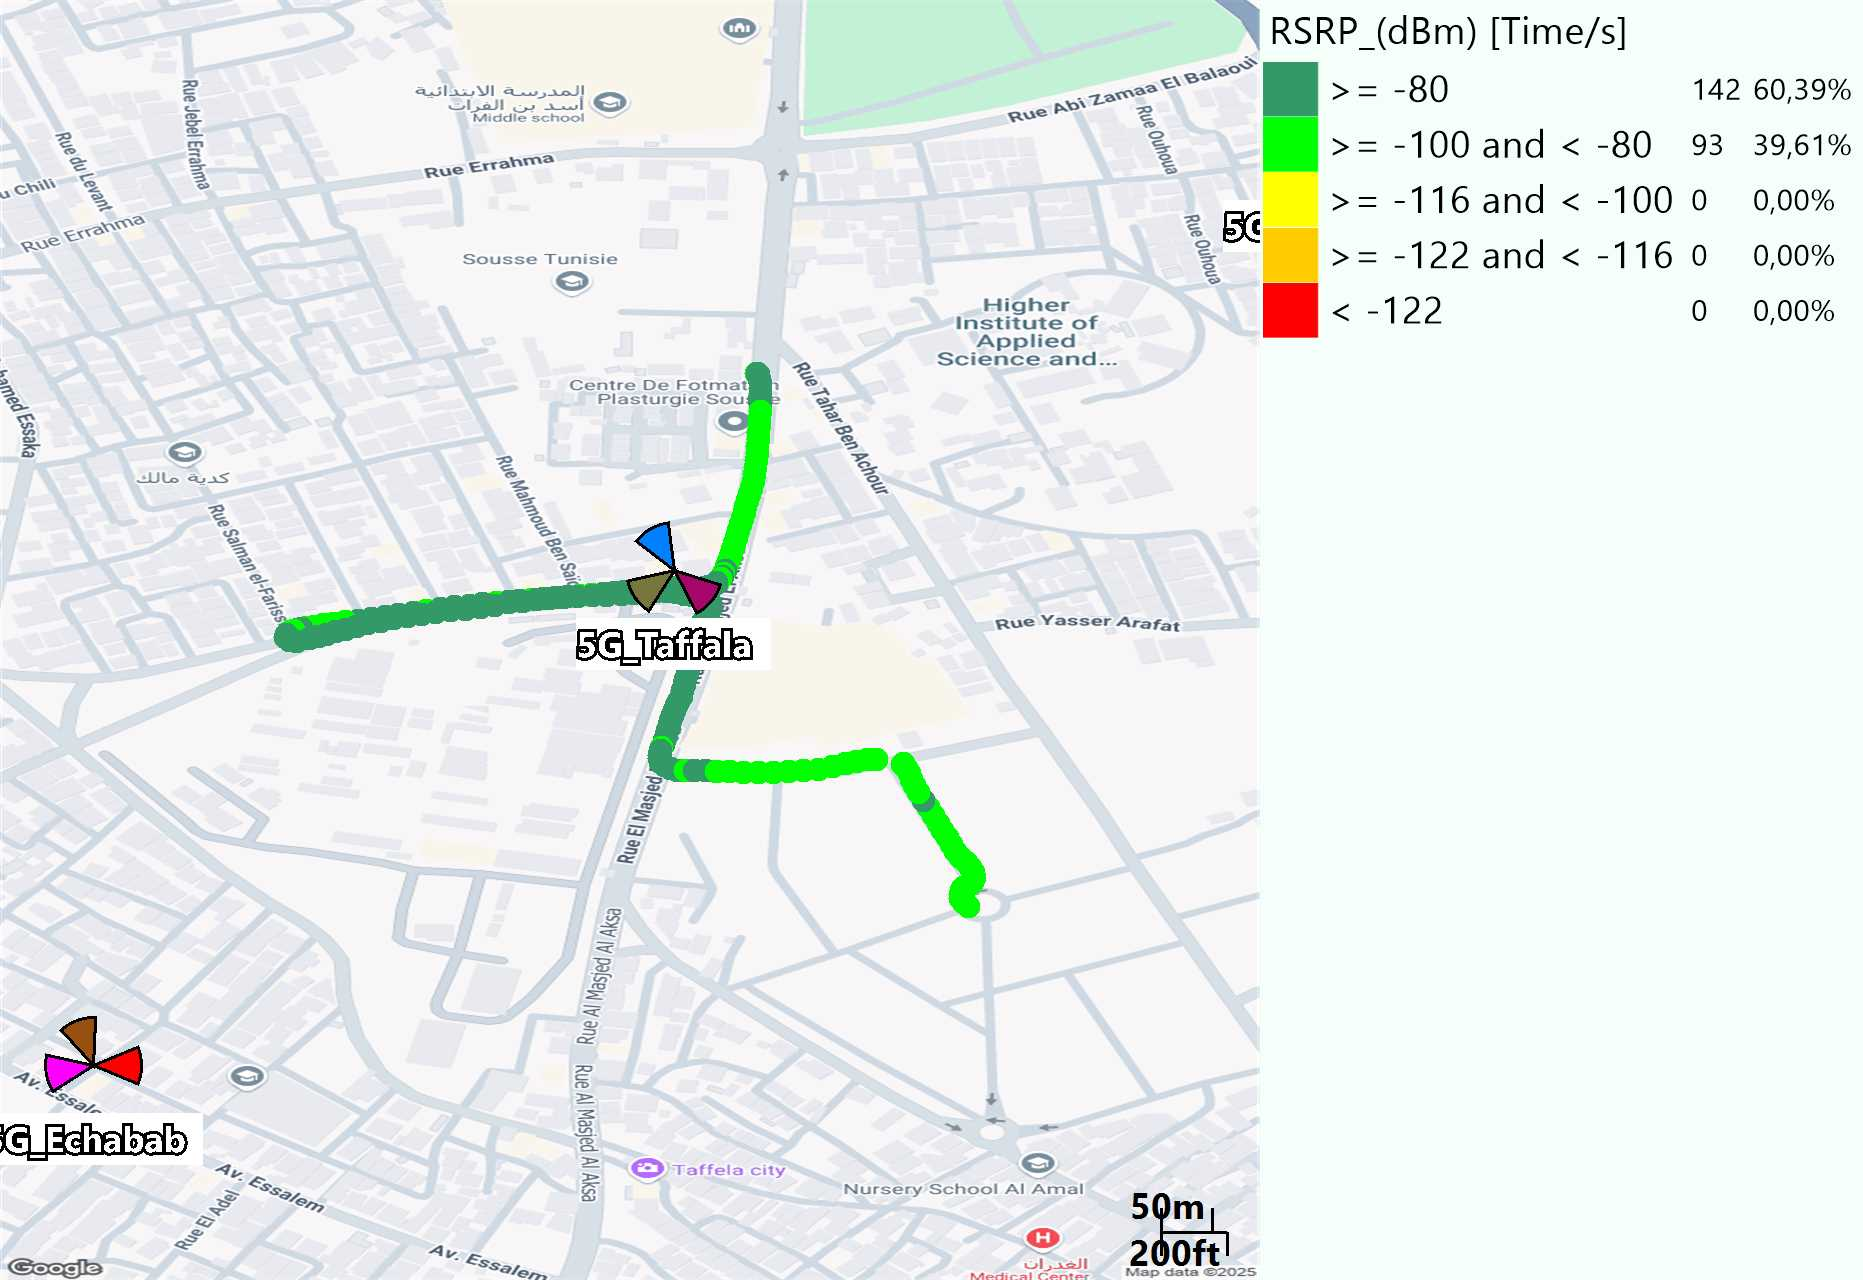 RSRP_(dBm) [Time/s]
>= -80 142 60,39%
>= -100 and < -80 93 39,61%
>= -116 and < -100 0 0,00%
>= -122 and < -116 0 0,00%
< -122 0 0,00%
المدرسة الابتدائية
أسد بن الفرات
Middle school
Rue Abi Zamaa El Balaoui
Rue Jebel Errahma
Rue du Levant
Rue Ouhoua
Rue Errahma
u Chili
Rue Errahma
Rue Ouhoua
5G
Sousse Tunisie
Higher
Institute of
Applied
Science and...
hamed Essaka
Centre De Fotmation
Plasturgie Sousse
Rue Tahar Ben Achour
كدية مالك
Rue Mahmoud Ben Saïd
Rue Salman el-Farissi
Rue Yasser Arafat
5G_Taffala
Rue El Masjed
Rue Al Masjed Al Aksa
Rue Al Masjed Al Aksa
Av. Essalem
5G_Echabab
Av. Essalem
Rue El Adel
Av. Essalem
Taffela city
Nursery School Al Amal
50m
200ft
الغدران
Medical Center
Google
Map data ©2025